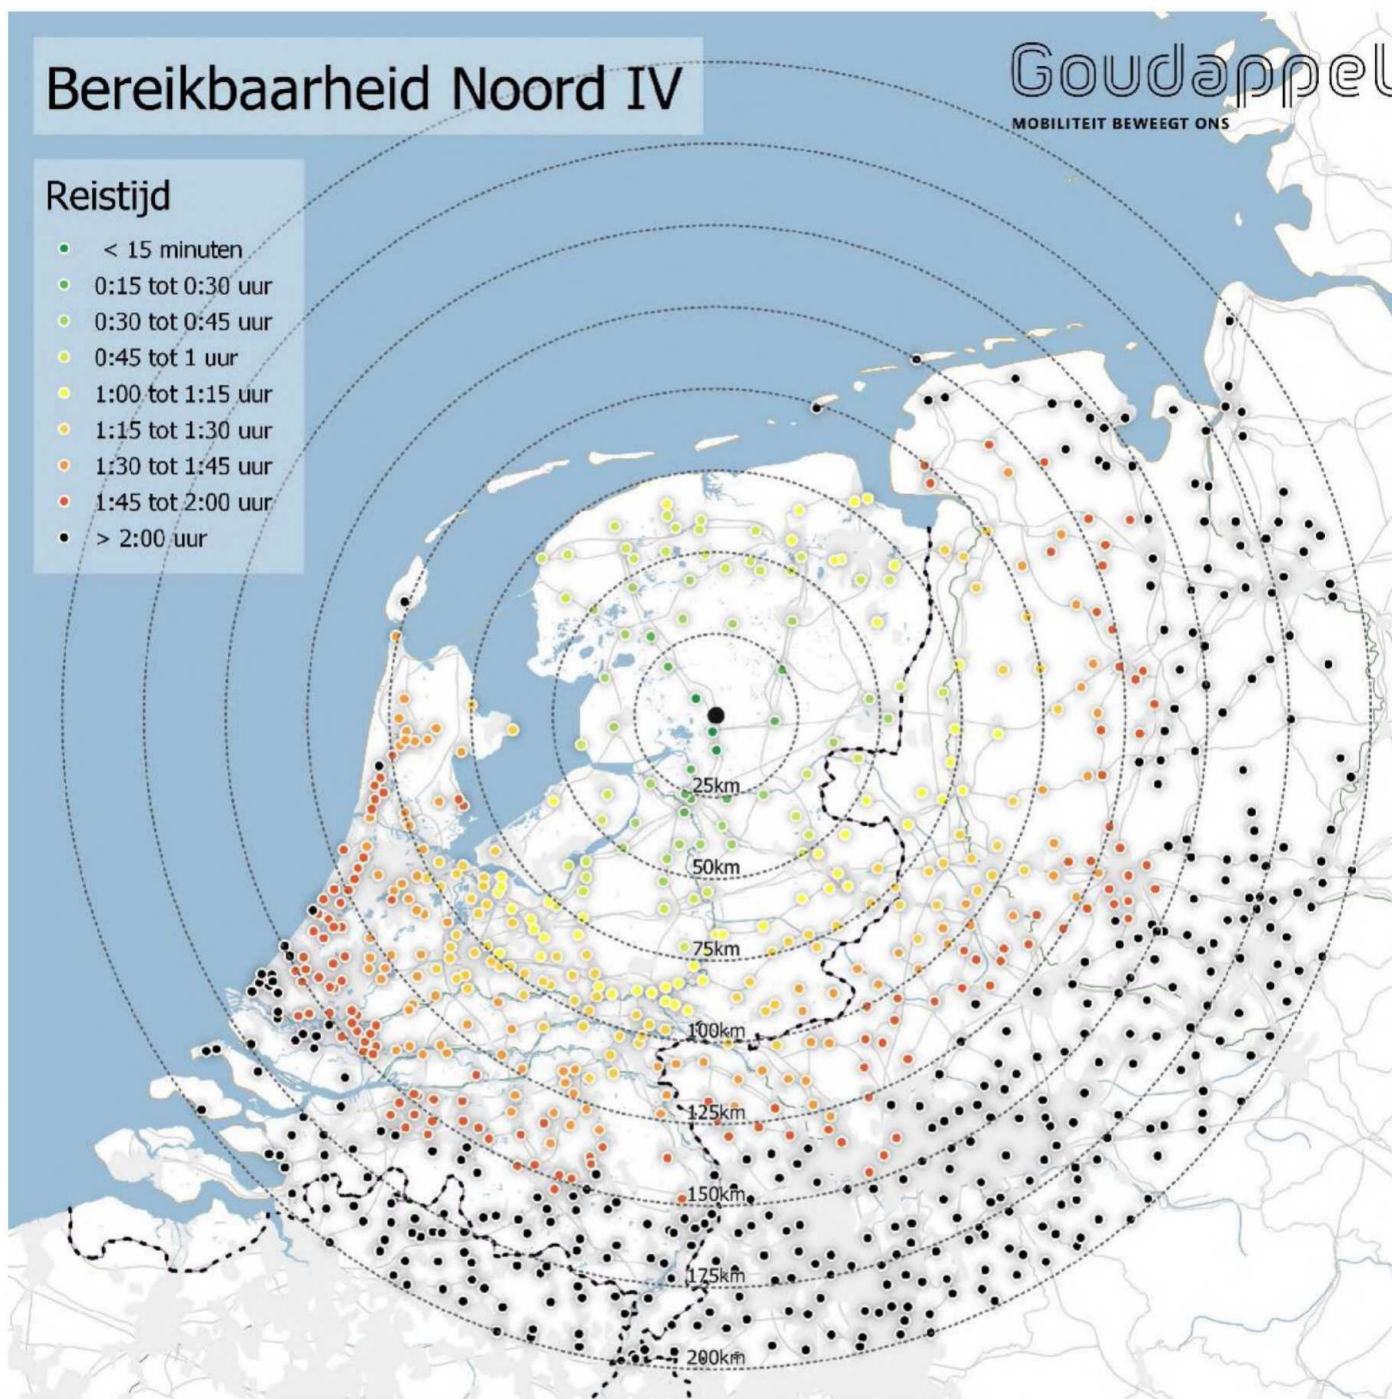 Bereikbaarheid Noord IV
Goudappel
MOBILITEIT BEWEEGT ONS
Reistijd
< 15 minuten
0:15 tot 0:30 uur
0:30 tot 0:45 uur
0:45 tot 1 uur
1:00 tot 1:15 uur
1:15 tot 1:30 uur
1:30 tot 1:45 uur
1:45 tot 2:00 uur
> 2:00 uur
25km
50km
75km
100km
125km
150km
175km
200km